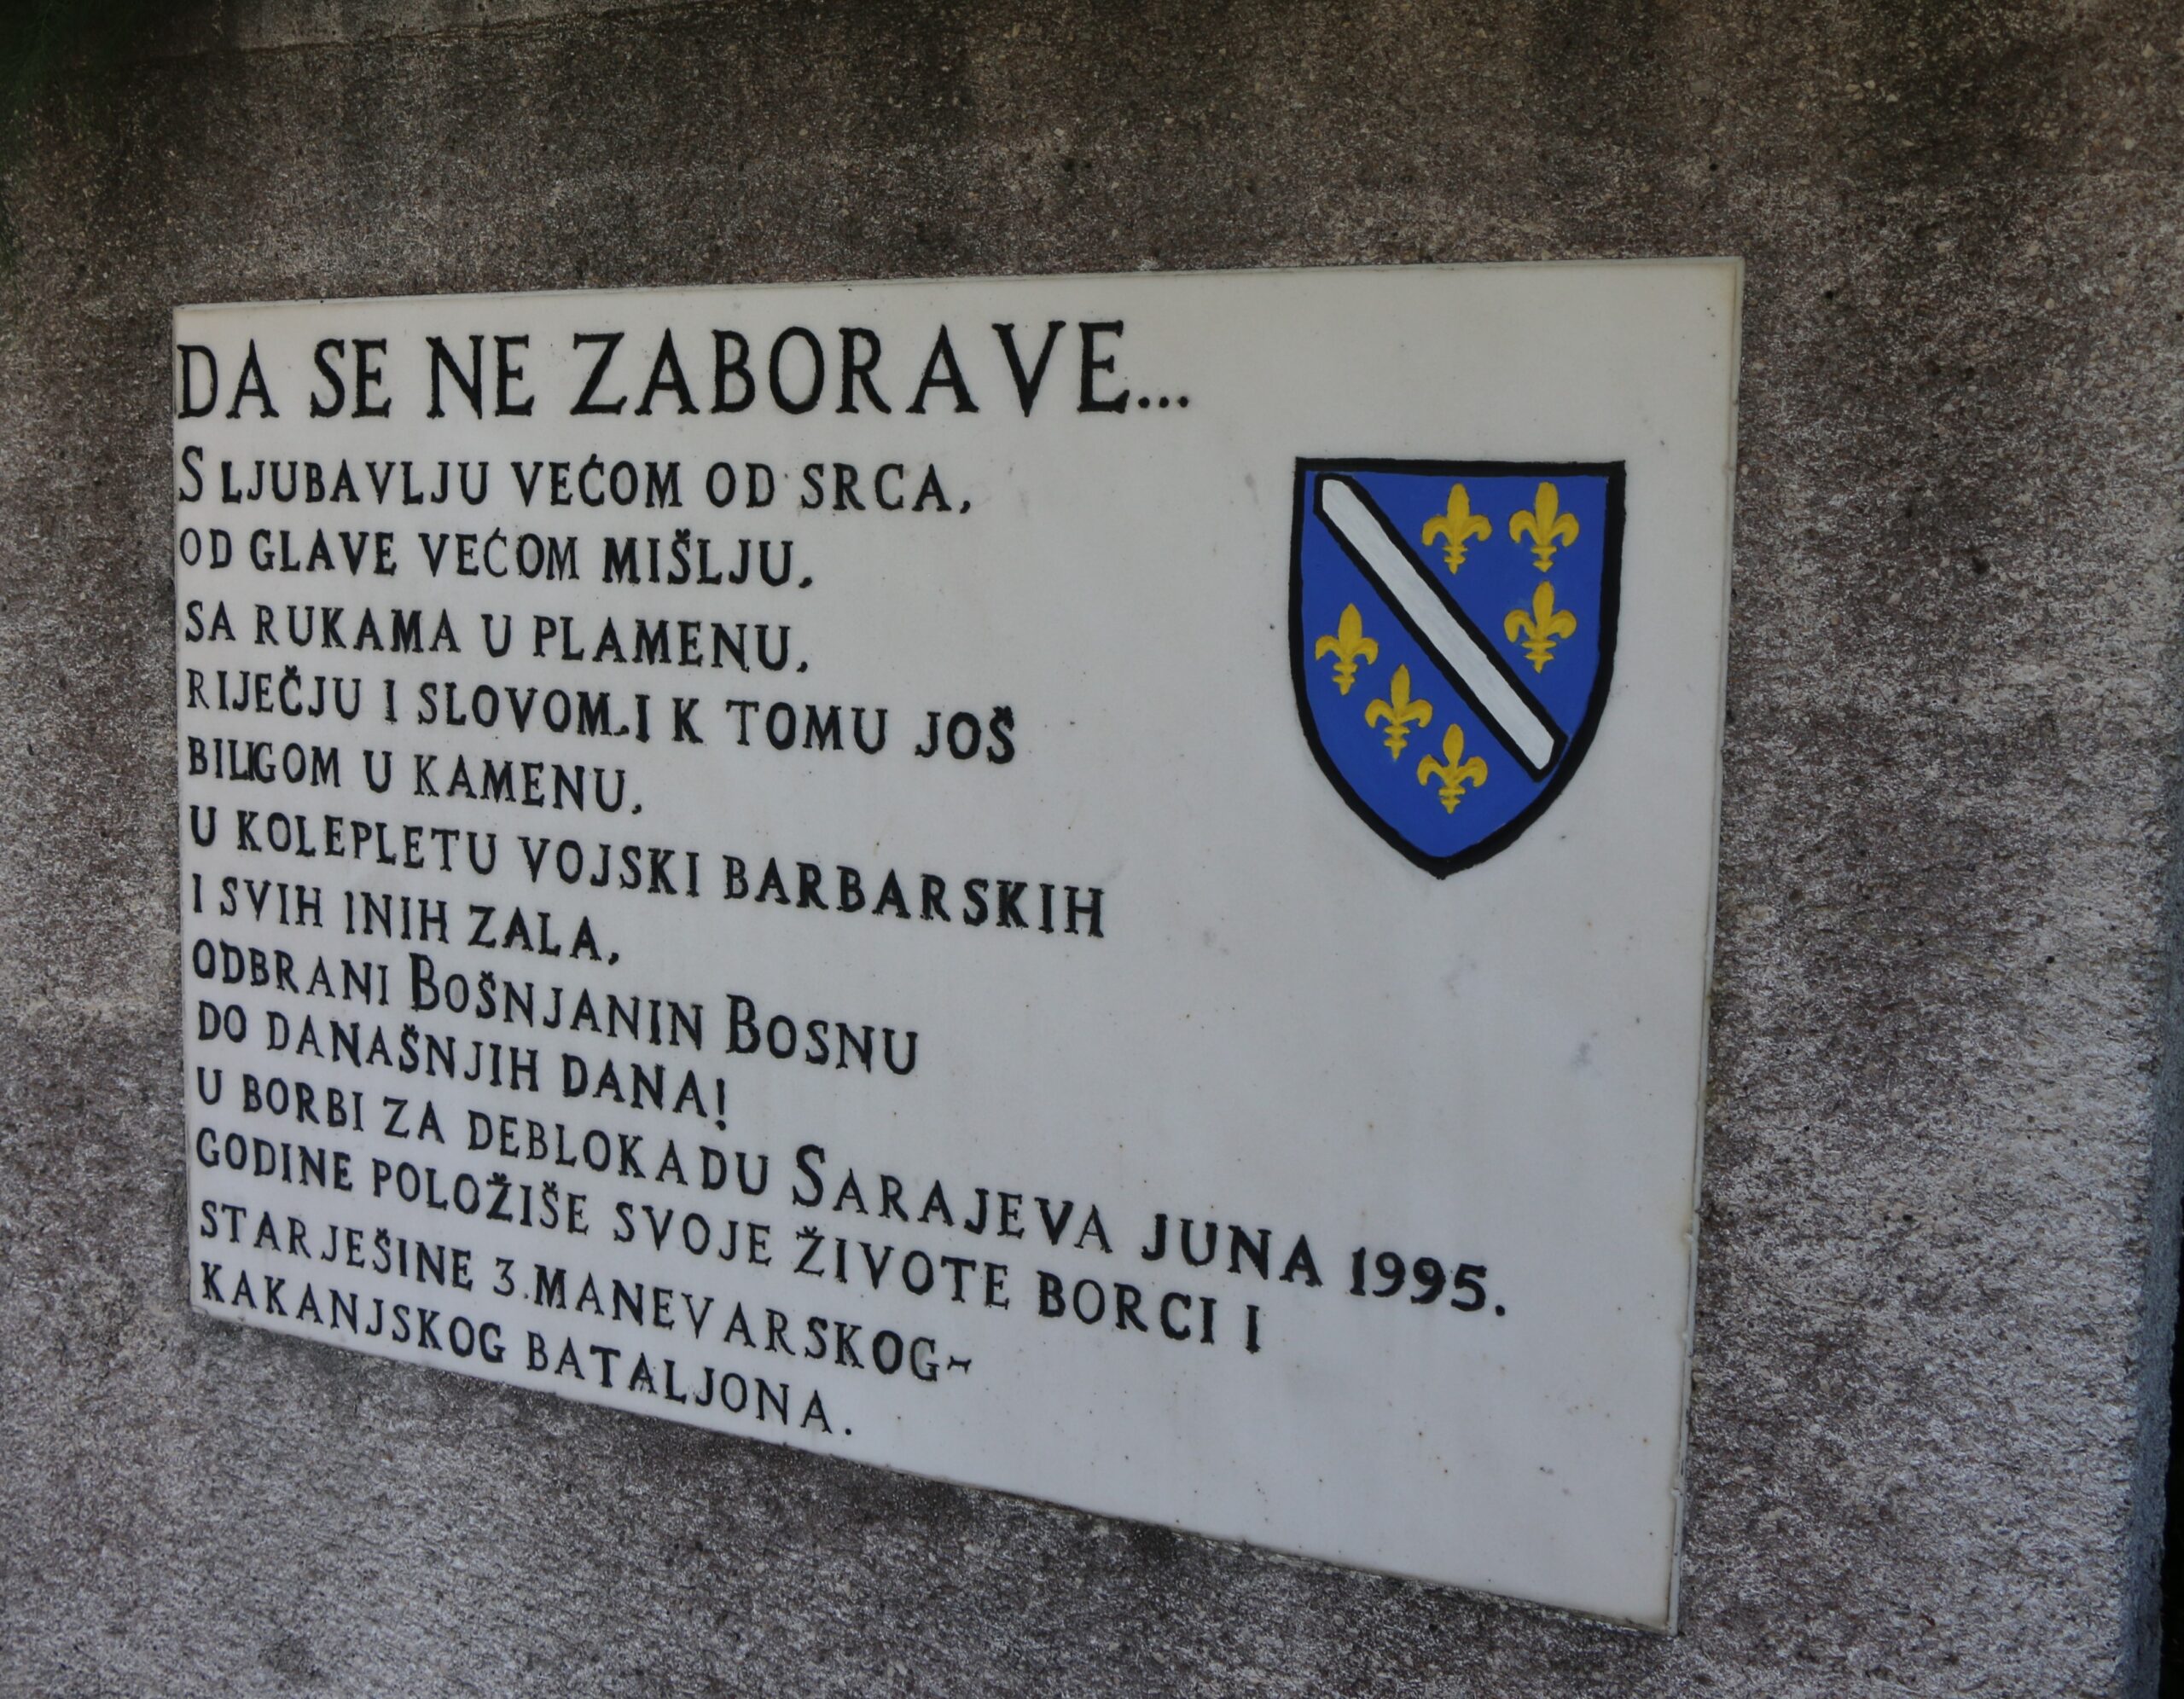 DA SE NE ZABORAVE...
S LJUBAVLJU VEĆOM OD SRCA,
OD GLAVE VEĆOM MIŠLJU,
SA RUKAMA U PLAMENU,
RIJEČJU I SLOVOM, I K TOMU JOŠ
BILIGOM U KAMENU,
U KOLEPLETU VOJSKI BARBARSKIH
I SVIH INIH ZALA,
ODBRANI BOŠNJANIN BOSNU
DO DANAŠNJIH DANA!
U BORBI ZA DEBLOKADU SARAJEVA JUNA 1995.
GODINE POLOŽIŠE SVOJE ŽIVOTE BORCI I
STARJEŠINE 3. MANEVARSKOG~
KAKANJSKOG BATALJONA.